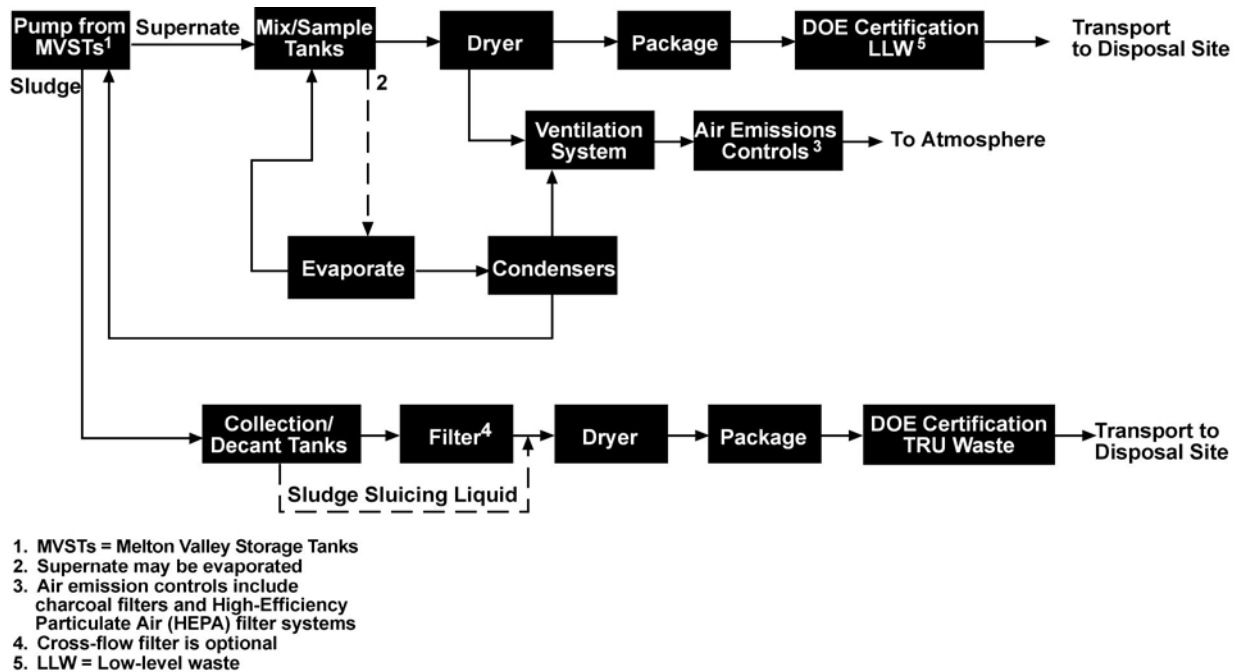 Pump from
MVSTs¹
Supernate
Sludge
Mix/Sample
Tanks
2
Dryer
Package
DOE Certification
LLW⁵
Transport
to Disposal Site
Ventilation
System
Air Emissions
Controls³
To Atmosphere
Evaporate
Condensers
Collection/
Decant Tanks
Filter⁴
Dryer
Package
DOE Certification
TRU Waste
Transport to
Disposal Site
Sludge Sluicing Liquid
1. MVSTs = Melton Valley Storage Tanks
2. Supernate may be evaporated
3. Air emission controls include
charcoal filters and High-Efficiency
Particulate Air (HEPA) filter systems
4. Cross-flow filter is optional
5. LLW = Low-level waste